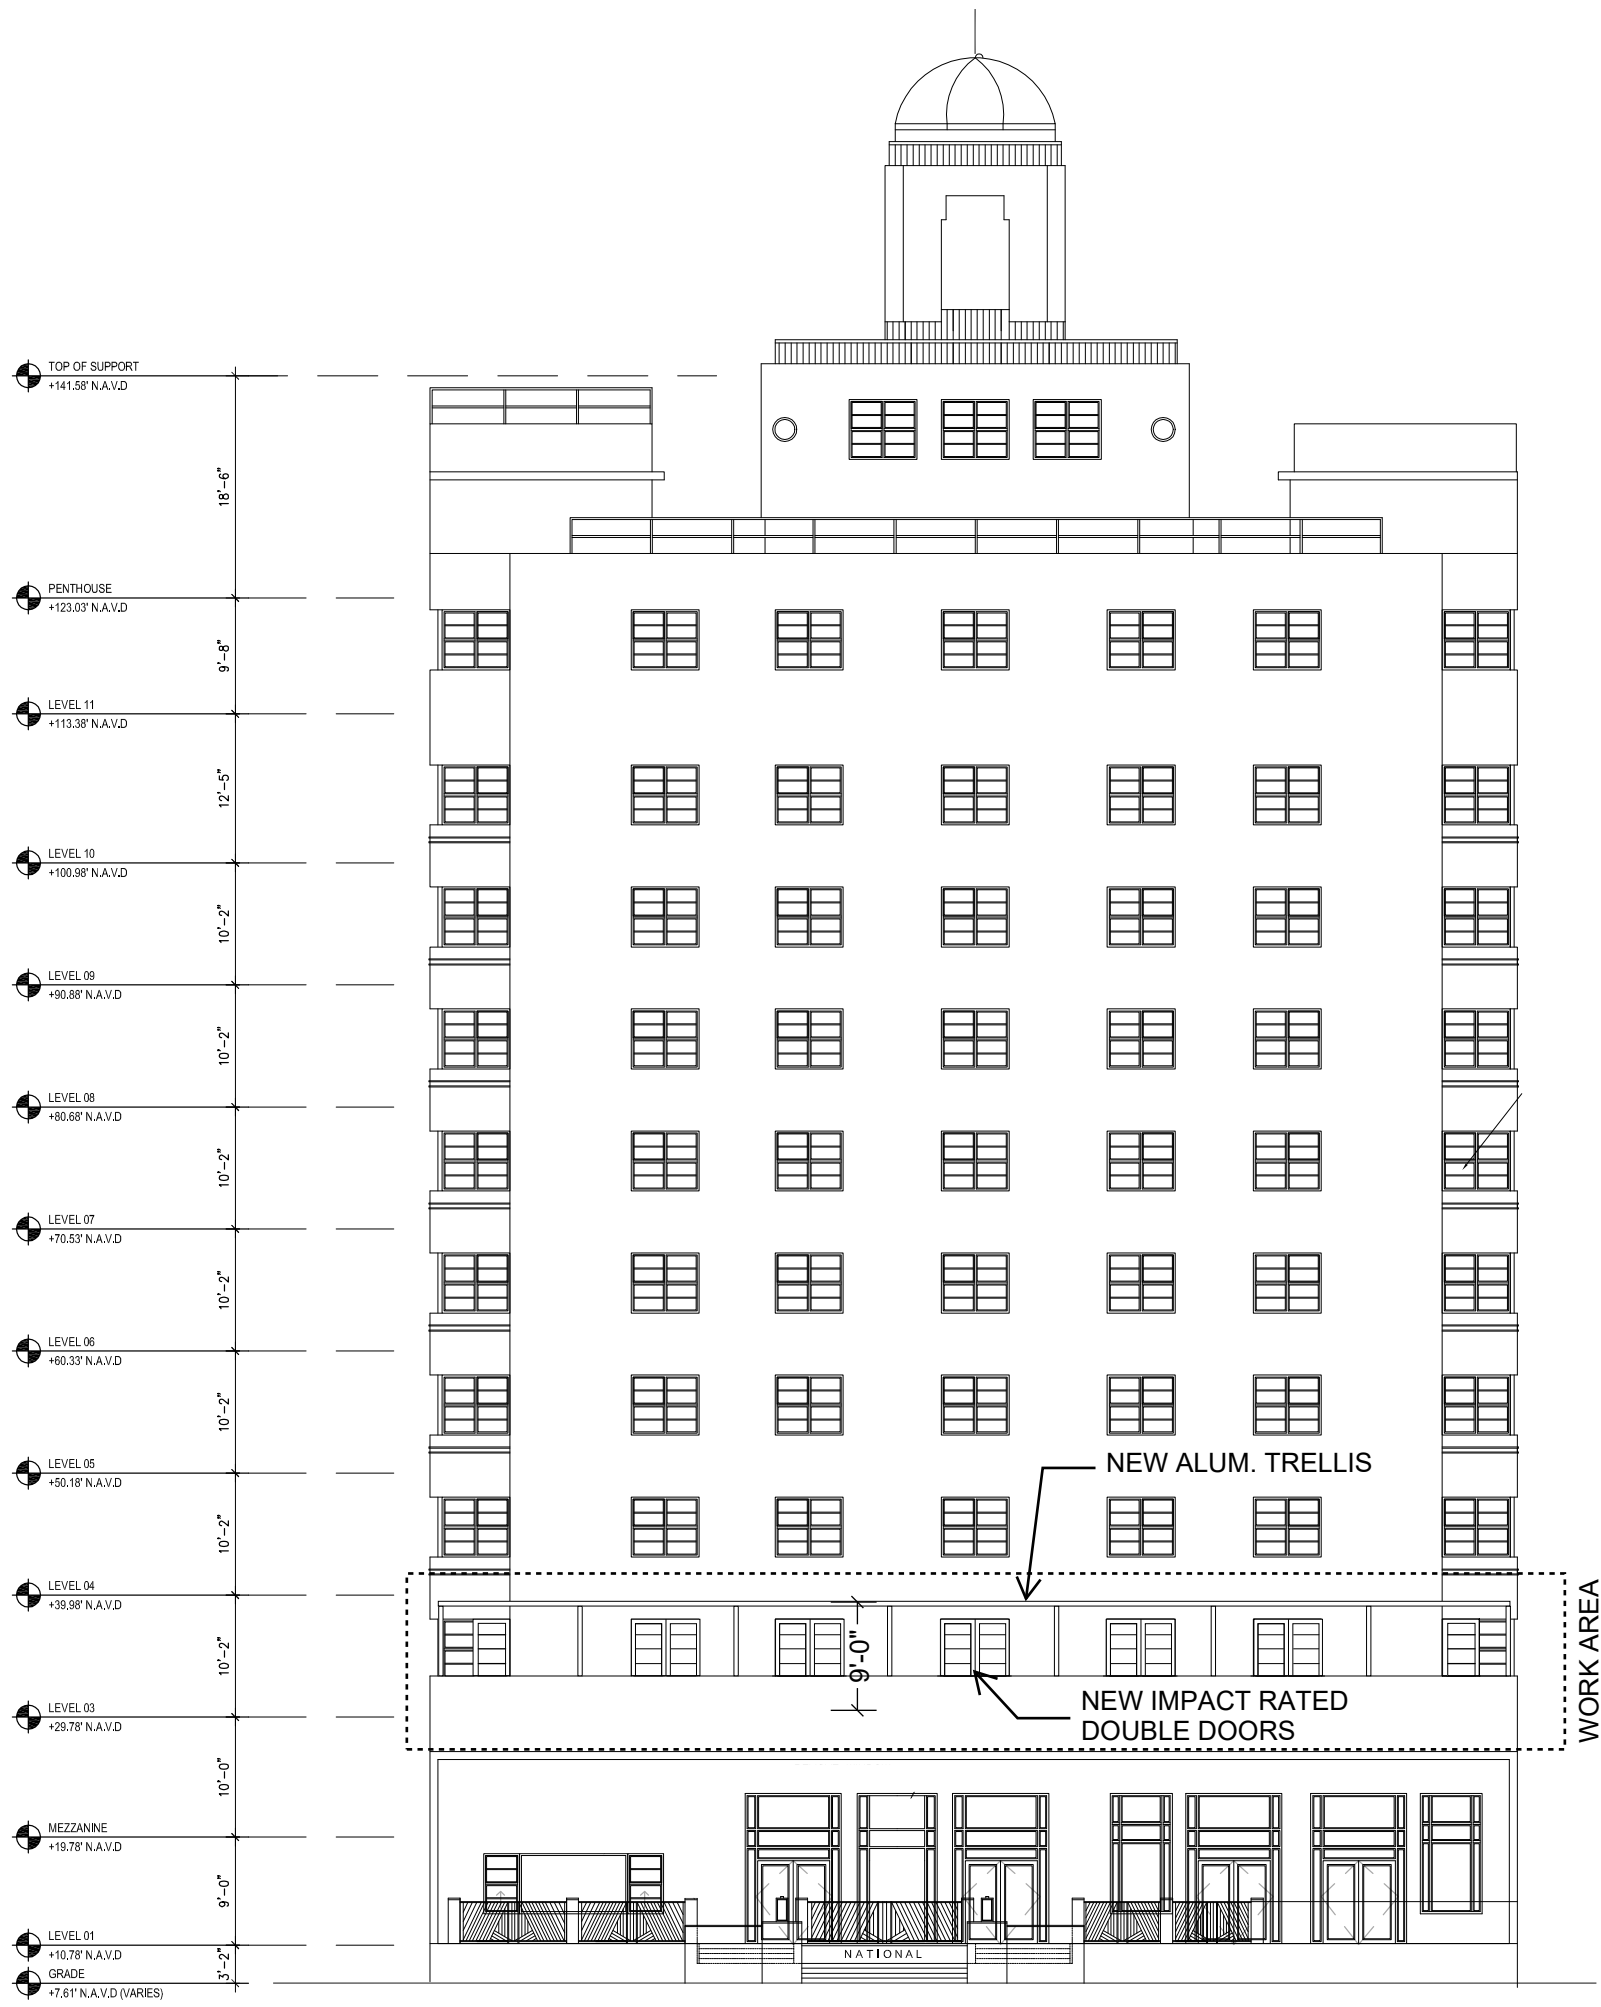 TOP OF SUPPORT
+141.58' N.A.V.D
18'-6"
PENTHOUSE
+123.03' N.A.V.D
9'-8"
LEVEL 11
+113.38' N.A.V.D
12'-5"
LEVEL 10
+100.98' N.A.V.D
10'-2"
LEVEL 09
+90.88' N.A.V.D
10'-2"
LEVEL 08
+80.68' N.A.V.D
10'-2"
LEVEL 07
+70.53' N.A.V.D
10'-2"
LEVEL 06
+60.33' N.A.V.D
10'-2"
LEVEL 05
+50.18' N.A.V.D
10'-2"
LEVEL 04
+39.98' N.A.V.D
10'-2"
LEVEL 03
+29.78' N.A.V.D
10'-0"
MEZZANINE
+19.78' N.A.V.D
9'-0"
LEVEL 01
+10.78' N.A.V.D
3'-2"
GRADE
+7.61' N.A.V.D (VARIES)
NEW ALUM. TRELLIS
9'-0"
NEW IMPACT RATED
DOUBLE DOORS
WORK AREA
NATIONAL